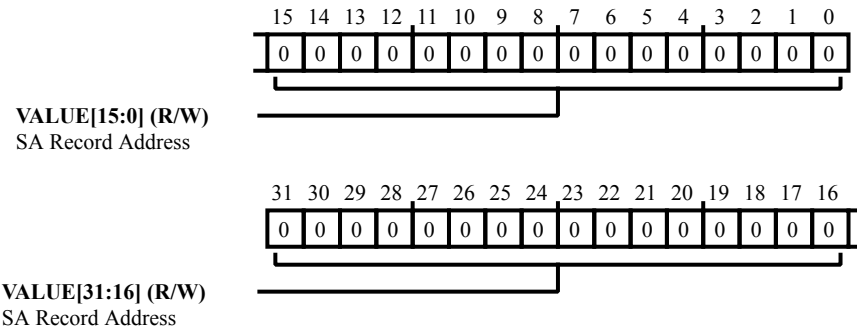 15 14 13 12 11 10 9 8 7 6 5 4 3 2 1 0
0 0 0 0 0 0 0 0 0 0 0 0 0 0 0 0
VALUE[15:0] (R/W)
SA Record Address
31 30 29 28 27 26 25 24 23 22 21 20 19 18 17 16
0 0 0 0 0 0 0 0 0 0 0 0 0 0 0 0
VALUE[31:16] (R/W)
SA Record Address